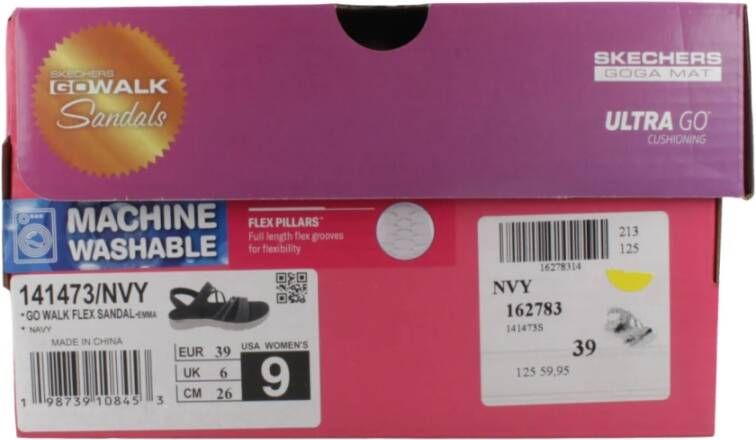 SKECHERS
GOWALK
Sandals
SKECHERS
GOGA MAT
ULTRA GO™
CUSHIONING
MACHINE
WASHABLE
FLEX PILLARS™
Full length flex grooves
for flexibility
141473/NVY
*GO WALK FLEX SANDAL-EMMA
* NAVY
MADE IN CHINA
1 98739 10845 3
EUR 39
UK 6
CM 26
USA WOMEN'S
9
213
125
16278314
NVY
162783
141473S
39
125 59,95